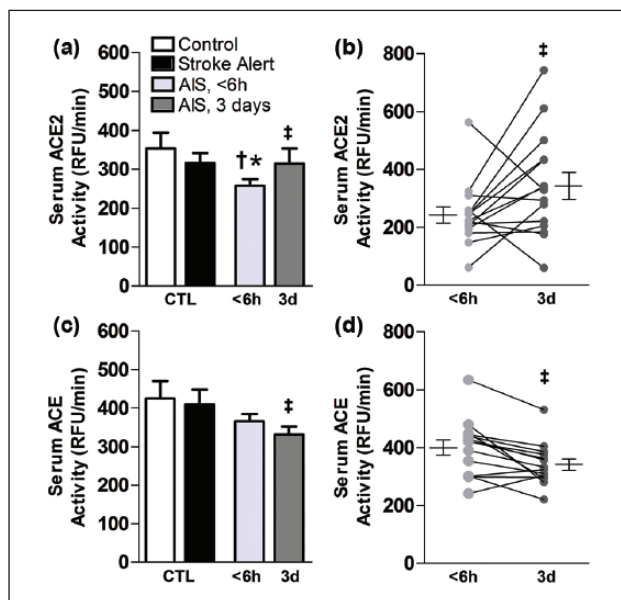 (a)
Control
Stroke Alert
AIS, <6h
AIS, 3 days
Serum ACE2
Activity (RFU/min)
600
500
400
300
200
100
0
†*
‡
CTL
<6h
3d
(b)
Serum ACE2
Activity (RFU/min)
800
600
400
200
0
‡
<6h
3d
(c)
Serum ACE
Activity (RFU/min)
600
500
400
300
200
100
0
‡
CTL
<6h
3d
(d)
Serum ACE
Activity (RFU/min)
800
600
400
200
0
‡
<6h
3d